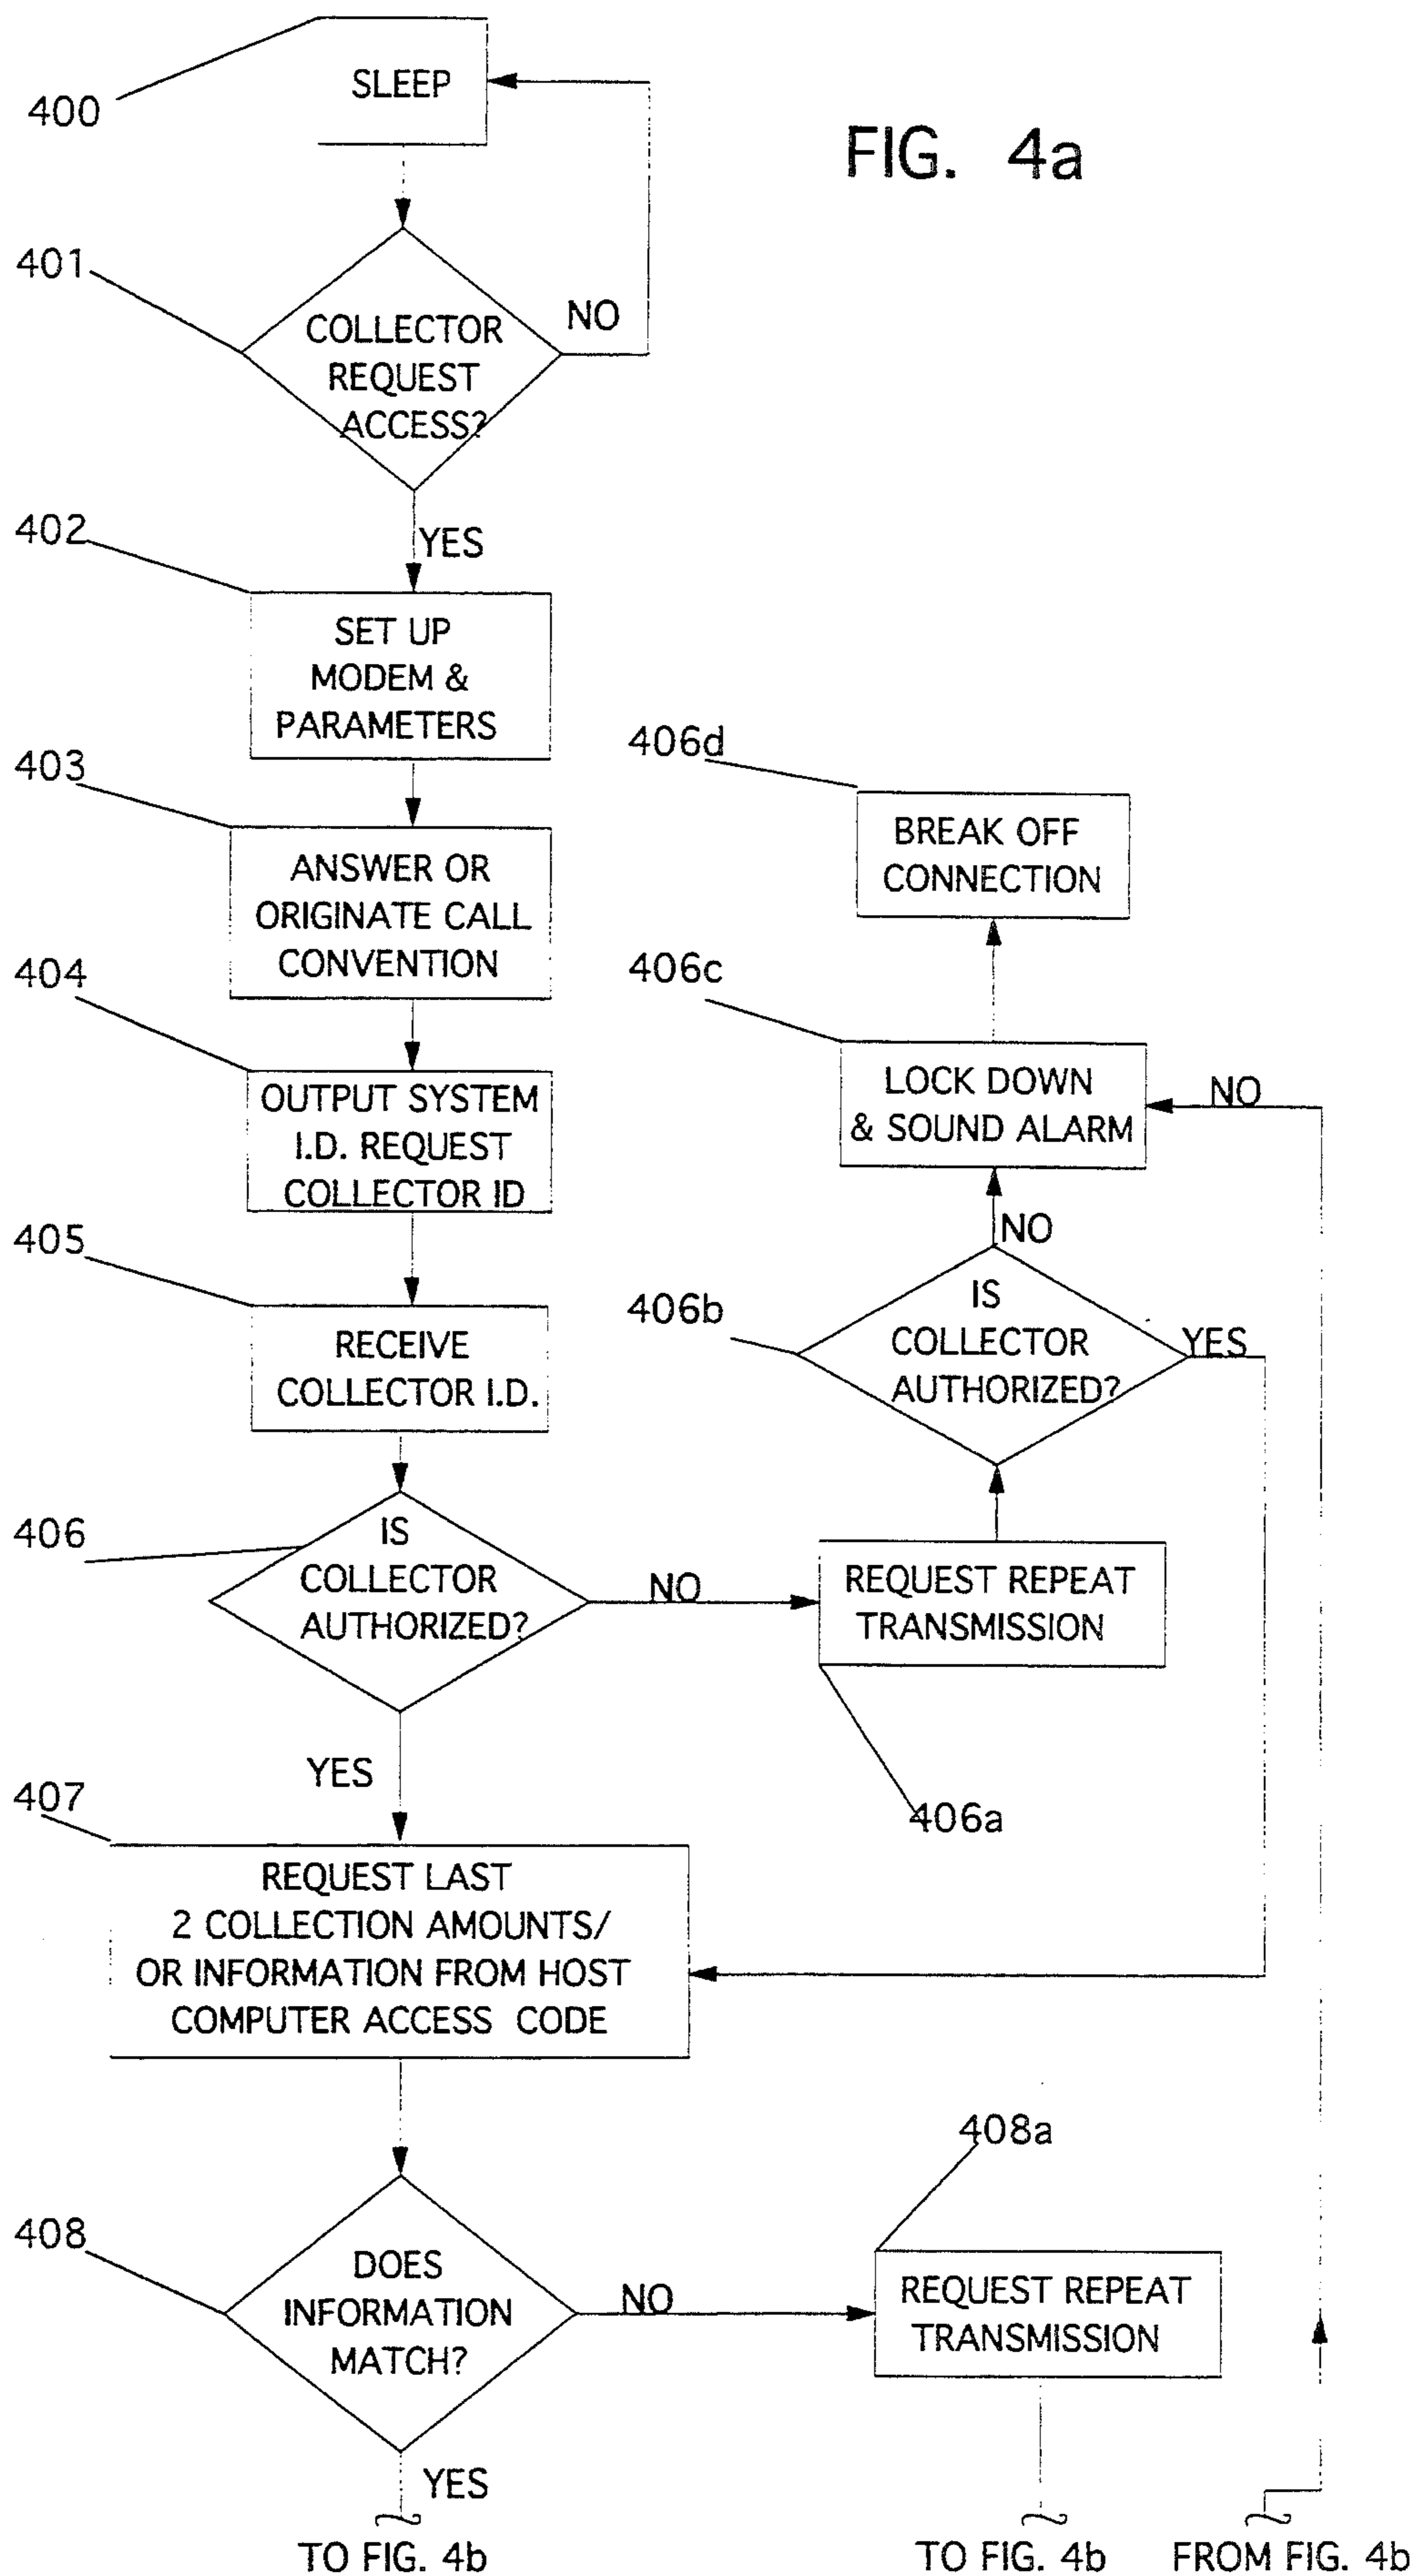 400
SLEEP
FIG. 4a
401
COLLECTOR
REQUEST
ACCESS?
NO
YES
402
SET UP
MODEM &
PARAMETERS
403
ANSWER OR
ORIGINATE CALL
CONVENTION
404
OUTPUT SYSTEM
I.D. REQUEST
COLLECTOR ID
405
RECEIVE
COLLECTOR I.D.
406
IS
COLLECTOR
AUTHORIZED?
NO
YES
406a
REQUEST REPEAT
TRANSMISSION
406b
IS
COLLECTOR
AUTHORIZED?
YES
NO
406c
LOCK DOWN
& SOUND ALARM
NO
406d
BREAK OFF
CONNECTION
407
REQUEST LAST
2 COLLECTION AMOUNTS/
OR INFORMATION FROM HOST
COMPUTER ACCESS CODE
408
DOES
INFORMATION
MATCH?
NO
YES
408a
REQUEST REPEAT
TRANSMISSION
TO FIG. 4b
TO FIG. 4b
FROM FIG. 4b